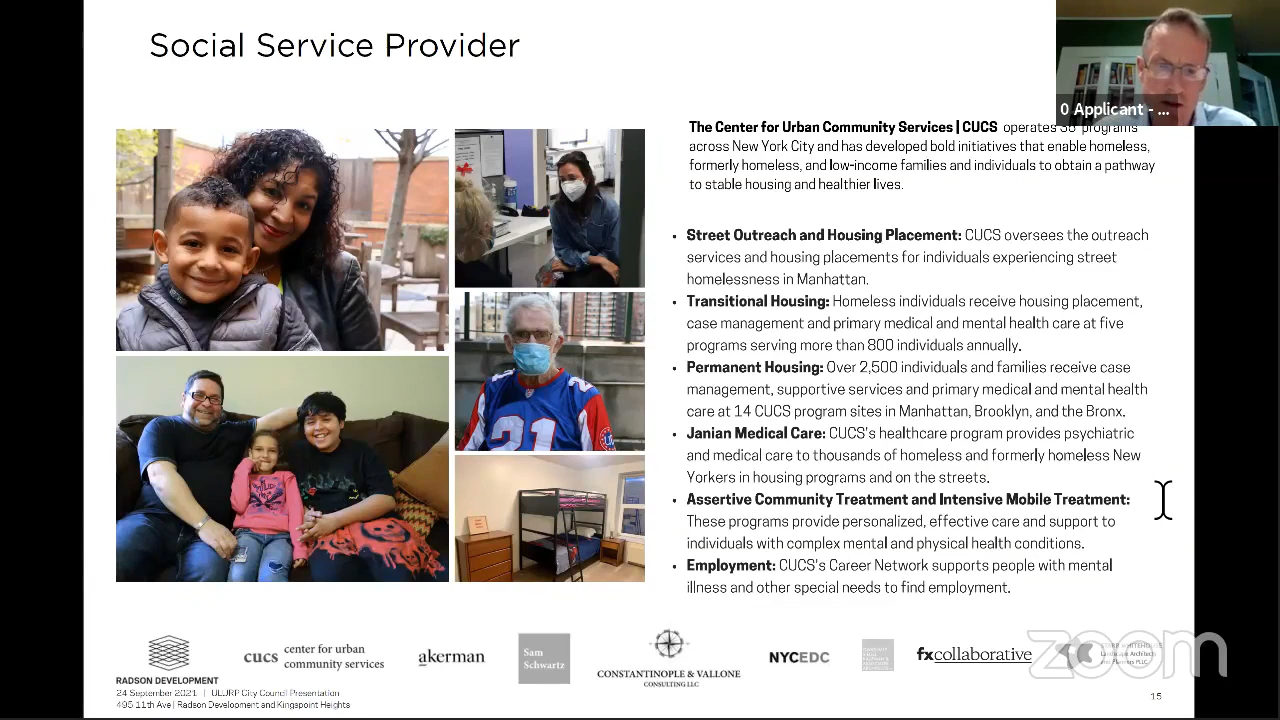 Social Service Provider
0 Applicant - ...
The Center for Urban Community Services | CUCS operates programs
across New York City and has developed bold initiatives that enable homeless,
formerly homeless, and low-income families and individuals to obtain a pathway
to stable housing and healthier lives.
• Street Outreach and Housing Placement: CUCS oversees the outreach
services and housing placements for individuals experiencing street
homelessness in Manhattan.
• Transitional Housing: Homeless individuals receive housing placement,
case management and primary medical and mental health care at five
programs serving more than 800 individuals annually.
• Permanent Housing: Over 2,500 individuals and families receive case
management, supportive services and primary medical and mental health
care at 14 CUCS program sites in Manhattan, Brooklyn, and the Bronx.
• Janian Medical Care: CUCS's healthcare program provides psychiatric
and medical care to thousands of homeless and formerly homeless New
Yorkers in housing programs and on the streets.
• Assertive Community Treatment and Intensive Mobile Treatment:
These programs provide personalized, effective care and support to
individuals with complex mental and physical health conditions.
• Employment: CUCS's Career Network supports people with mental
illness and other special needs to find employment.
21
RADSON DEVELOPMENT
cucs center for urban
community services
akerman
Sam
Schwartz
CONSTANTINOPLE & VALLONE
CONSULTING LLC
NYCEDC
fxcollaborative
Landscape Architects
and Planners PLLC
zoom
24 September 2021 | ULURP City Council Presentation
495 11th Ave | Radson Development and Kingspoint Heights
15